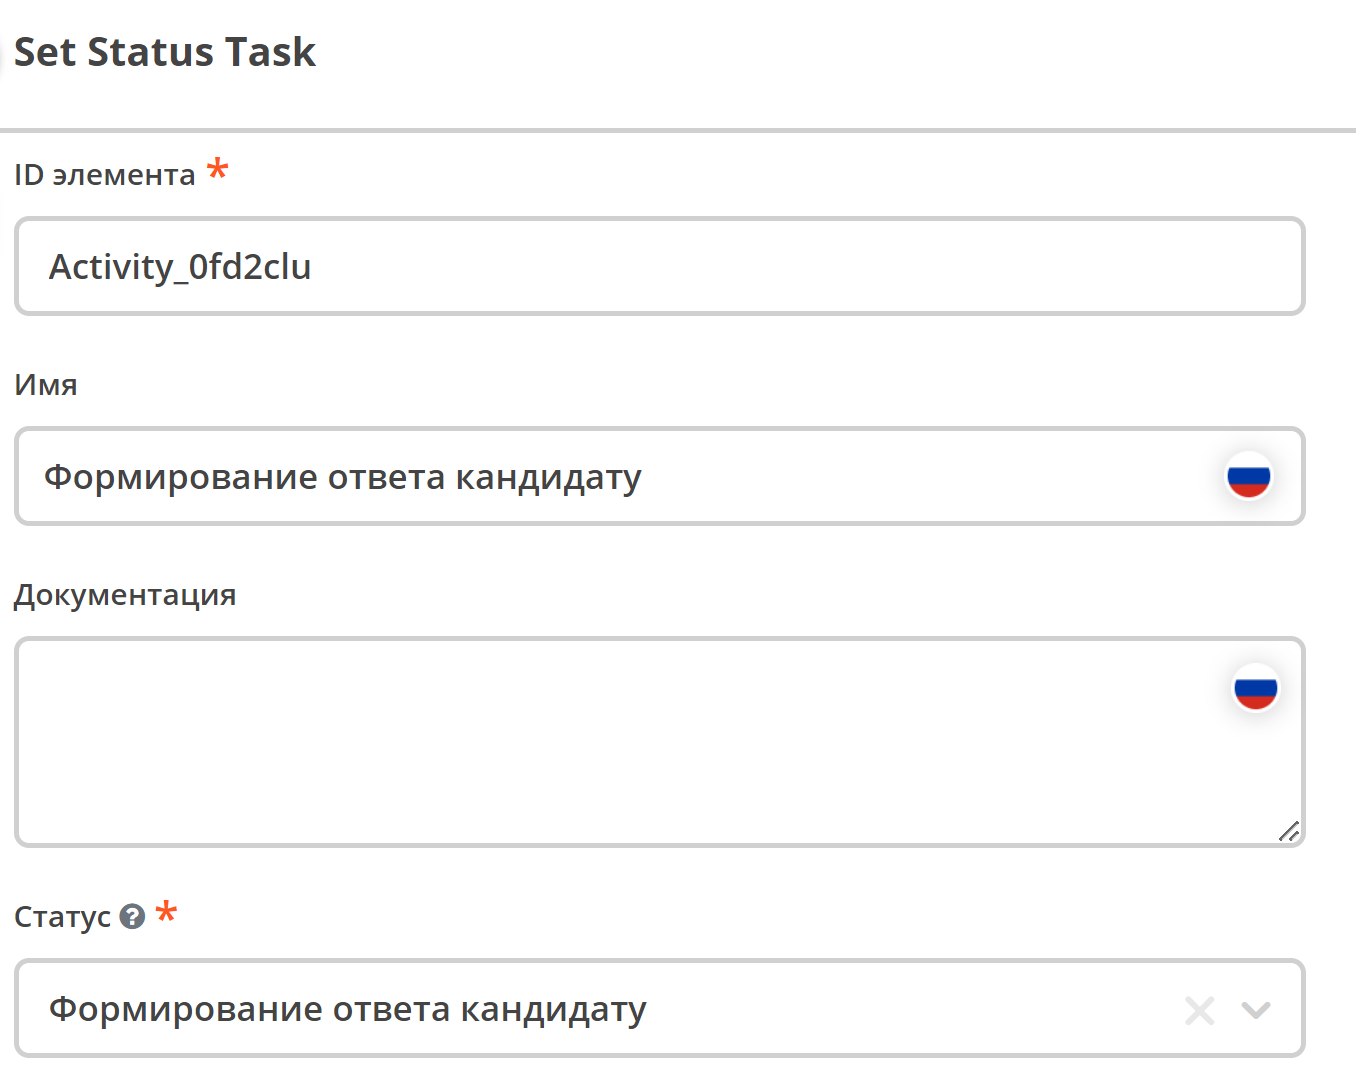 Set Status Task
ID элемента *
Activity_0fd2clu
Имя
Формирование ответа кандидату
Документация
Статус ? *
Формирование ответа кандидату